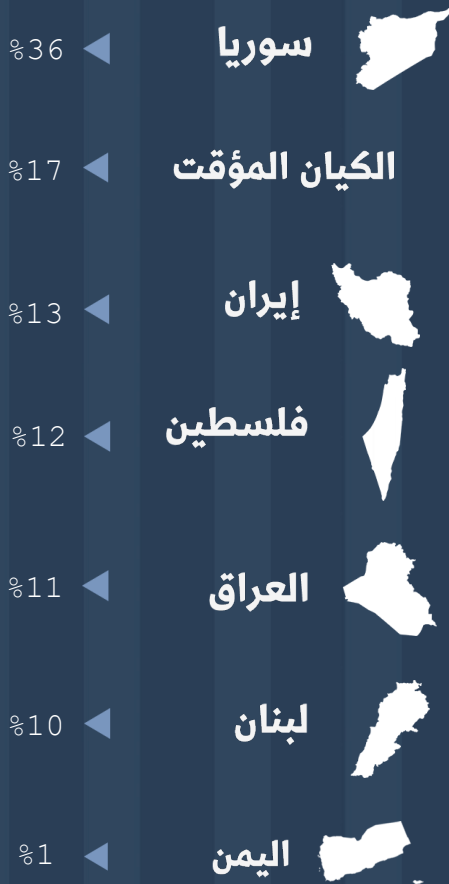 سوريا %36
الكيان المؤقت %17
إيران %13
فلسطين %12
العراق %11
لبنان %10
اليمن %1